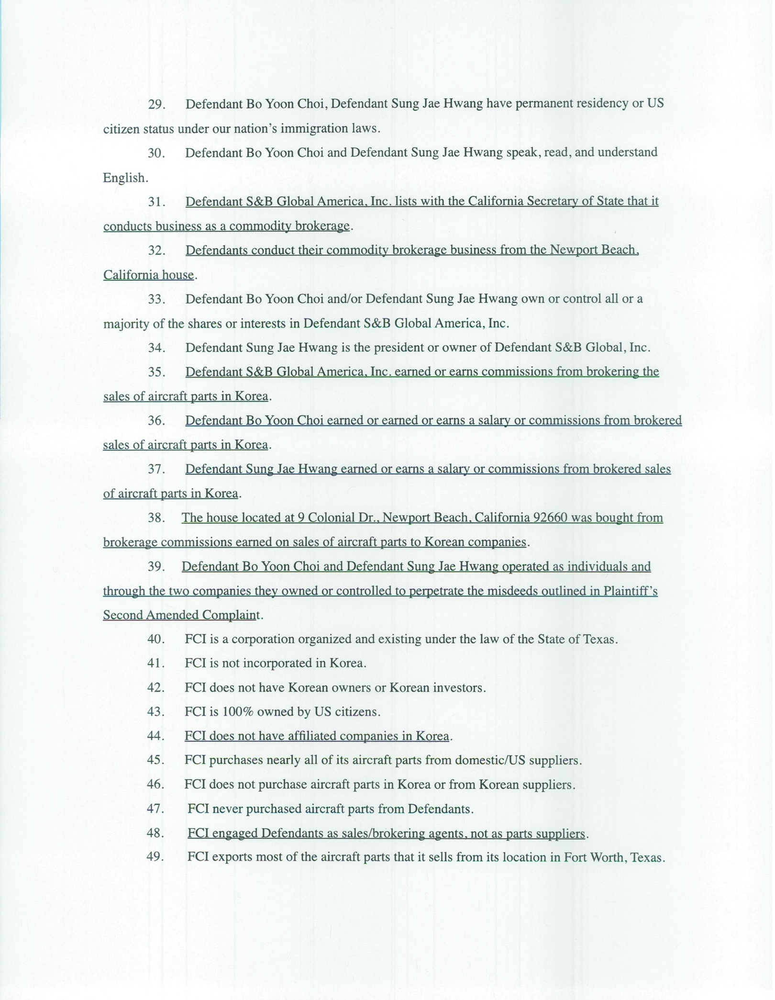 29. Defendant Bo Yoon Choi, Defendant Sung Jae Hwang have permanent residency or US
citizen status under our nation's immigration laws.
30. Defendant Bo Yoon Choi and Defendant Sung Jae Hwang speak, read, and understand
English.
31. Defendant S&B Global America, Inc. lists with the California Secretary of State that it
conducts business as a commodity brokerage.
32. Defendants conduct their commodity brokerage business from the Newport Beach,
California house.
33. Defendant Bo Yoon Choi and/or Defendant Sung Jae Hwang own or control all or a
majority of the shares or interests in Defendant S&B Global America, Inc.
34. Defendant Sung Jae Hwang is the president or owner of Defendant S&B Global, Inc.
35. Defendant S&B Global America, Inc. earned or earns commissions from brokering the
sales of aircraft parts in Korea.
36. Defendant Bo Yoon Choi earned or earned or earns a salary or commissions from brokered
sales of aircraft parts in Korea.
37. Defendant Sung Jae Hwang earned or earns a salary or commissions from brokered sales
of aircraft parts in Korea.
38. The house located at 9 Colonial Dr., Newport Beach, California 92660 was bought from
brokerage commissions earned on sales of aircraft parts to Korean companies.
39. Defendant Bo Yoon Choi and Defendant Sung Jae Hwang operated as individuals and
through the two companies they owned or controlled to perpetrate the misdeeds outlined in Plaintiff's
Second Amended Complaint.
40. FCI is a corporation organized and existing under the law of the State of Texas.
41. FCI is not incorporated in Korea.
42. FCI does not have Korean owners or Korean investors.
43. FCI is 100% owned by US citizens.
44. FCI does not have affiliated companies in Korea.
45. FCI purchases nearly all of its aircraft parts from domestic/US suppliers.
46. FCI does not purchase aircraft parts in Korea or from Korean suppliers.
47. FCI never purchased aircraft parts from Defendants.
48. FCI engaged Defendants as sales/brokering agents, not as parts suppliers.
49. FCI exports most of the aircraft parts that it sells from its location in Fort Worth, Texas.